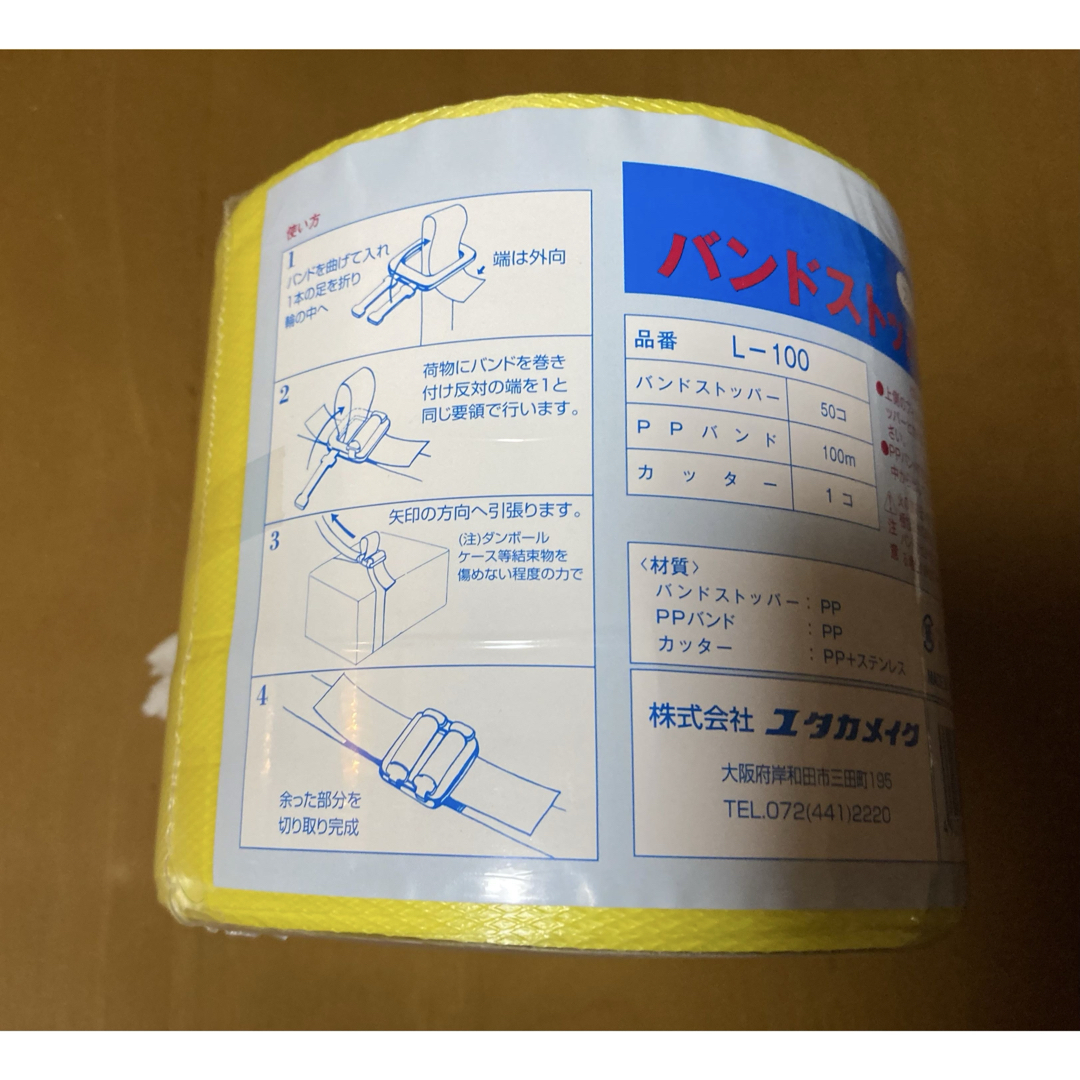 使い方
1
バンドを曲げて入れ
1本の足を折り
輪の中へ
端は外向
2
荷物にバンドを巻き
付け反対の端を1と
同じ要領で行います。
3
矢印の方向へ引張ります。
(注)ダンボール
ケース等結束物を
傷めない程度の力で
4
余った部分を
切り取り完成
バンドストッ
品番 L-100
バンドストッパー 50コ
PPバンド 100m
カッター 1コ
〈材質〉
バンドストッパー：PP
PPバンド：PP
カッター：PP+ステンレス
株式会社 ユタカメイク
大阪府岸和田市三田町195
TEL.072(441)2220